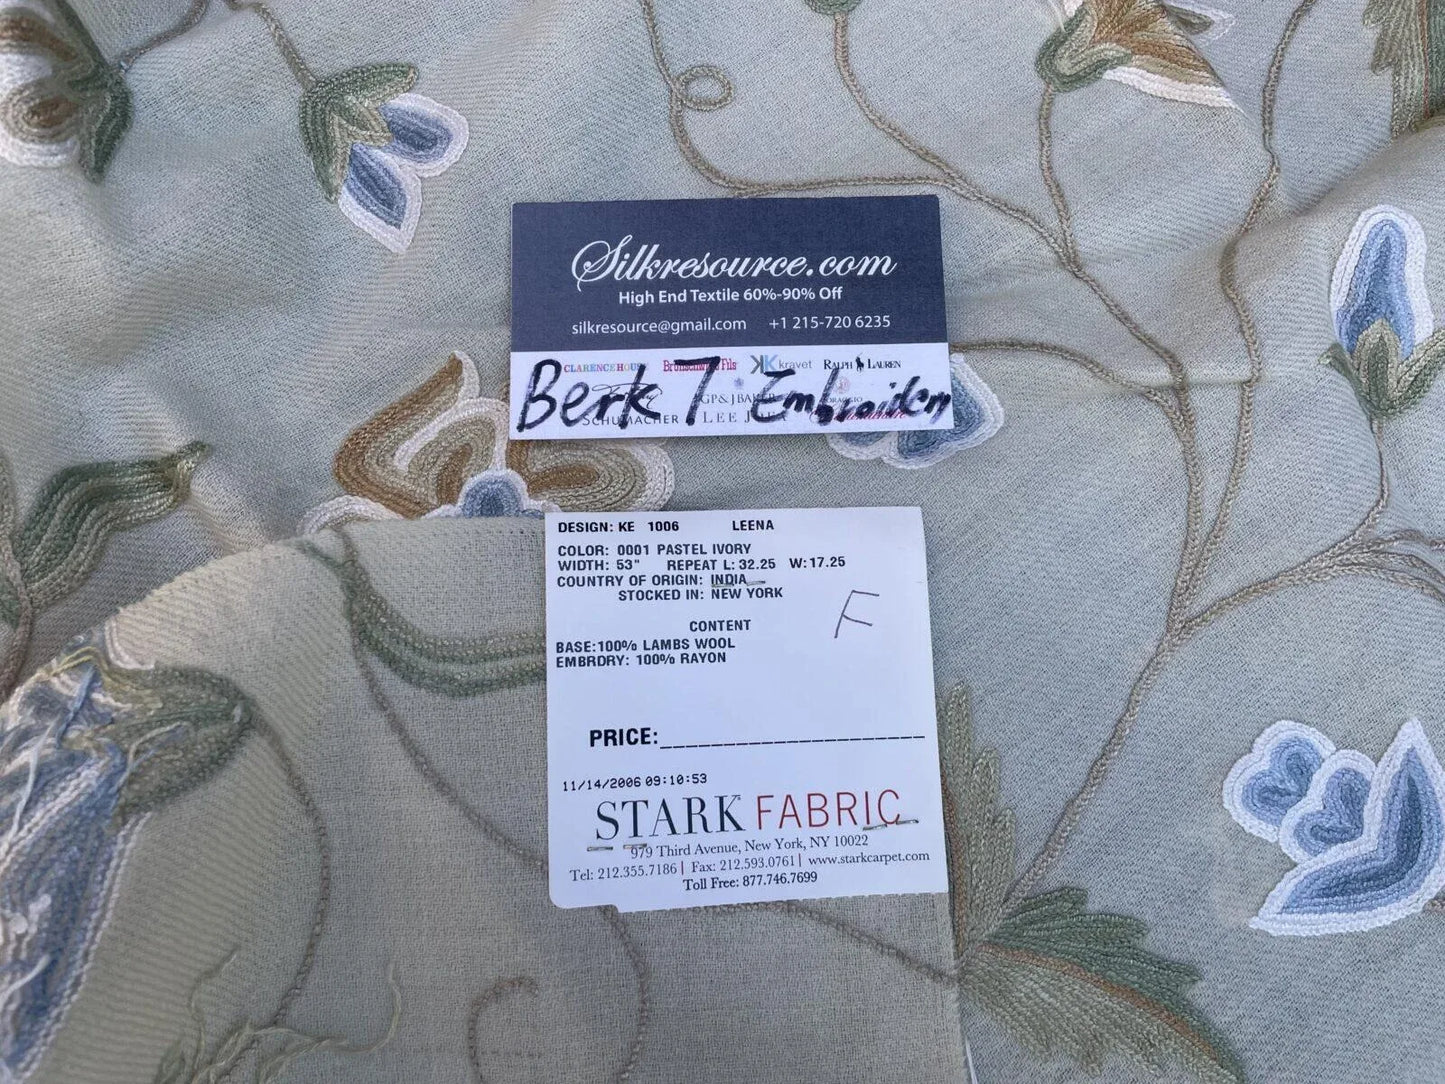 Silkresource.com
High End Textile 60%-90% Off
silkresource@gmail.com +1 215-720 6235
CLARENCE HOUSE Brunschwig & Fils kravet RALPH LAUREN
Berk 7 Embroidery
SCHUMACHER LEE JOFA
DESIGN: KE 1006 LEENA
COLOR: 0001 PASTEL IVORY
WIDTH: 53" REPEAT L: 32.25 W: 17.25
COUNTRY OF ORIGIN: INDIA
STOCKED IN: NEW YORK
F
CONTENT
BASE:100% LAMBS WOOL
EMBRDRY: 100% RAYON
PRICE:
11/14/2006 09:10:53
STARK FABRIC
979 Third Avenue, New York, NY 10022
Tel: 212.355.7186 | Fax: 212.593.0761 | www.starkcarpet.com
Toll Free: 877.746.7699